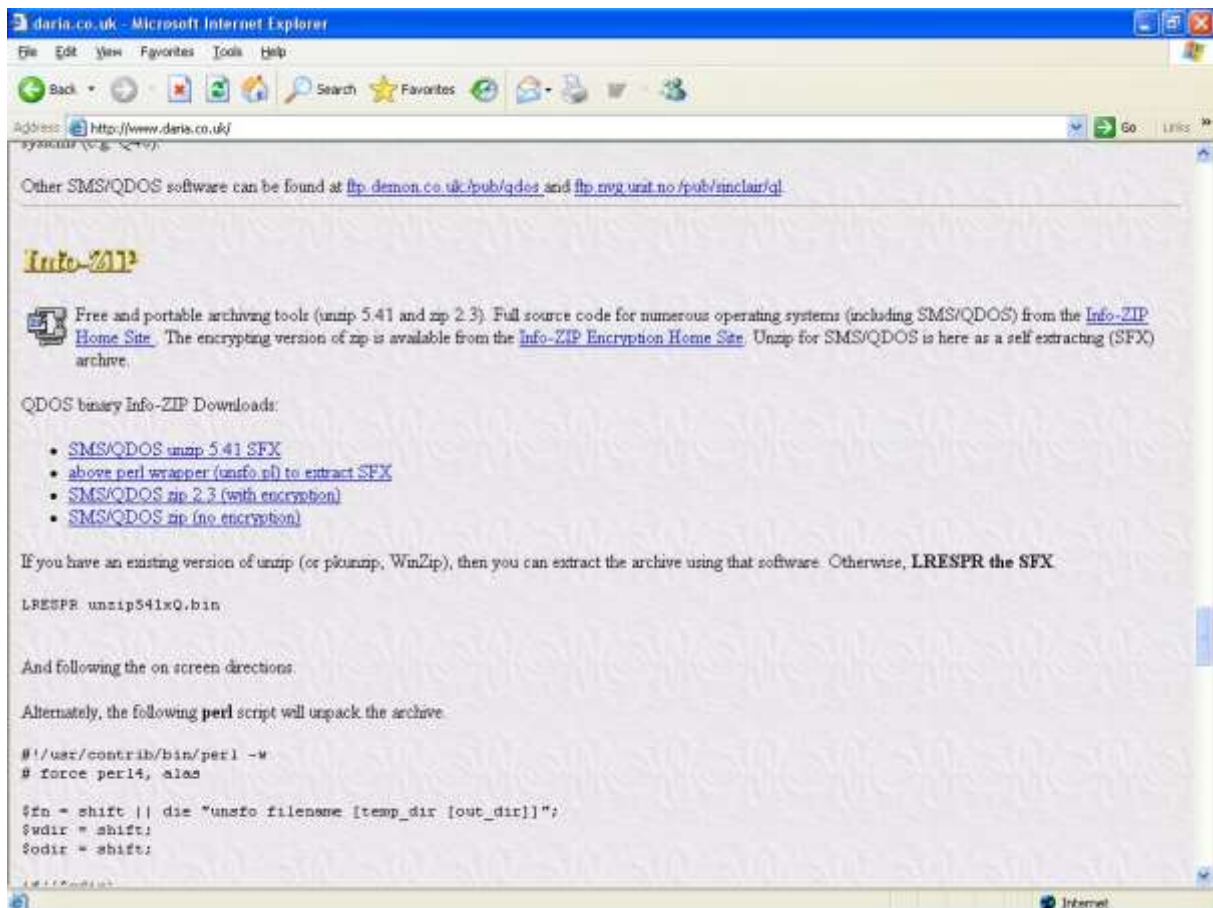 daria.co.uk - Microsoft Internet Explorer
File Edit View Favorites Tools Help
Back Search Favorites
Address http://www.daria.co.uk/ Go Links »
systems (e.g. Q40).
Other SMS/QDOS software can be found at ftp.demon.co.uk:/pub/qdos and ftp.nvg.unit.no:/pub/sinclair/ql
Info-ZIP
Free and portable archiving tools (unzip 5.41 and zip 2.3). Full source code for numerous operating systems (including SMS/QDOS) from the Info-ZIP
Home Site. The encrypting version of zip is available from the Info-ZIP Encryption Home Site. Unzip for SMS/QDOS is here as a self extracting (SFX)
archive.
QDOS binary Info-ZIP Downloads:
• SMS/QDOS unzip 5.41 SFX
• above perl wrapper (unsfo.pl) to extract SFX
• SMS/QDOS zip 2.3 (with encryption)
• SMS/QDOS zip (no encryption)
If you have an existing version of unzip (or pkunzip, WinZip), then you can extract the archive using that software. Otherwise, LRESPR the SFX
LRESPR unzip541xQ.bin
And following the on screen directions.
Alternately, the following perl script will unpack the archive.
#!/usr/contrib/bin/perl -w
# force perl4, alas
$fn = shift || die "unsfo filename [temp_dir [out_dir]]";
$wdir = shift;
$odir = shift;
Internet